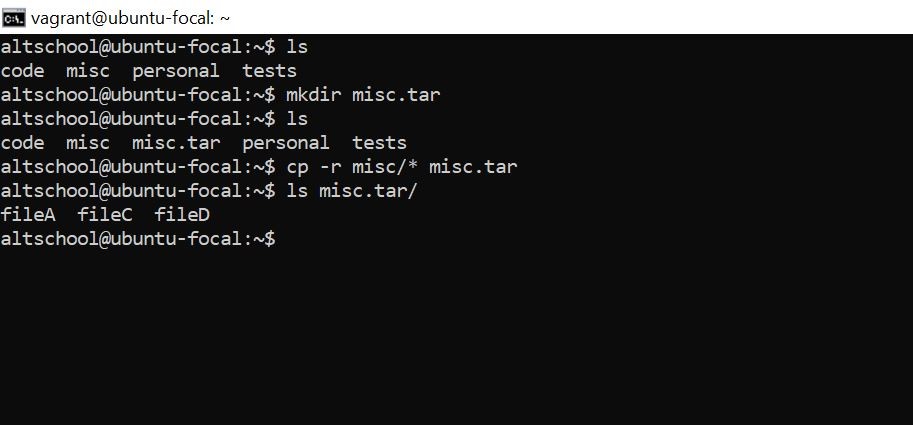 vagrant@ubuntu-focal: ~
altschool@ubuntu-focal:~$ ls
code  misc  personal  tests
altschool@ubuntu-focal:~$ mkdir misc.tar
altschool@ubuntu-focal:~$ ls
code  misc  misc.tar  personal  tests
altschool@ubuntu-focal:~$ cp -r misc/* misc.tar
altschool@ubuntu-focal:~$ ls misc.tar/
fileA  fileC  fileD
altschool@ubuntu-focal:~$